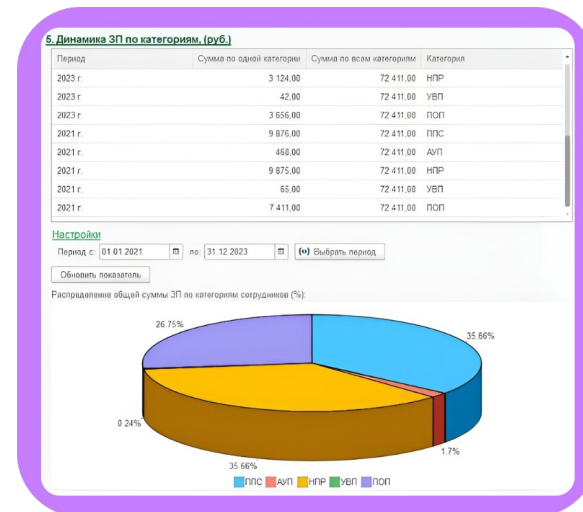 5. Динамика ЗП по категориям, (руб.)
Период Сумма по одной категории Сумма по всем категориям Категория
2023 г. 3 124,00 72 411,00 НПР
2023 г. 42,00 72 411,00 УВП
2023 г. 3 656,00 72 411,00 ПОП
2021 г. 9 876,00 72 411,00 ППС
2021 г. 468,00 72 411,00 АУП
2021 г. 9 875,00 72 411,00 НПР
2021 г. 65,00 72 411,00 УВП
2021 г. 7 411,00 72 411,00 ПОП
Настройки
Период с: 01.01.2021 по: 31.12.2023 Выбрать период
Обновить показатель
Распределение общей суммы ЗП по категориям сотрудников (%):
26.75%
35.66%
0.24%
1.7%
35.66%
ППС АУП НПР УВП ПОП